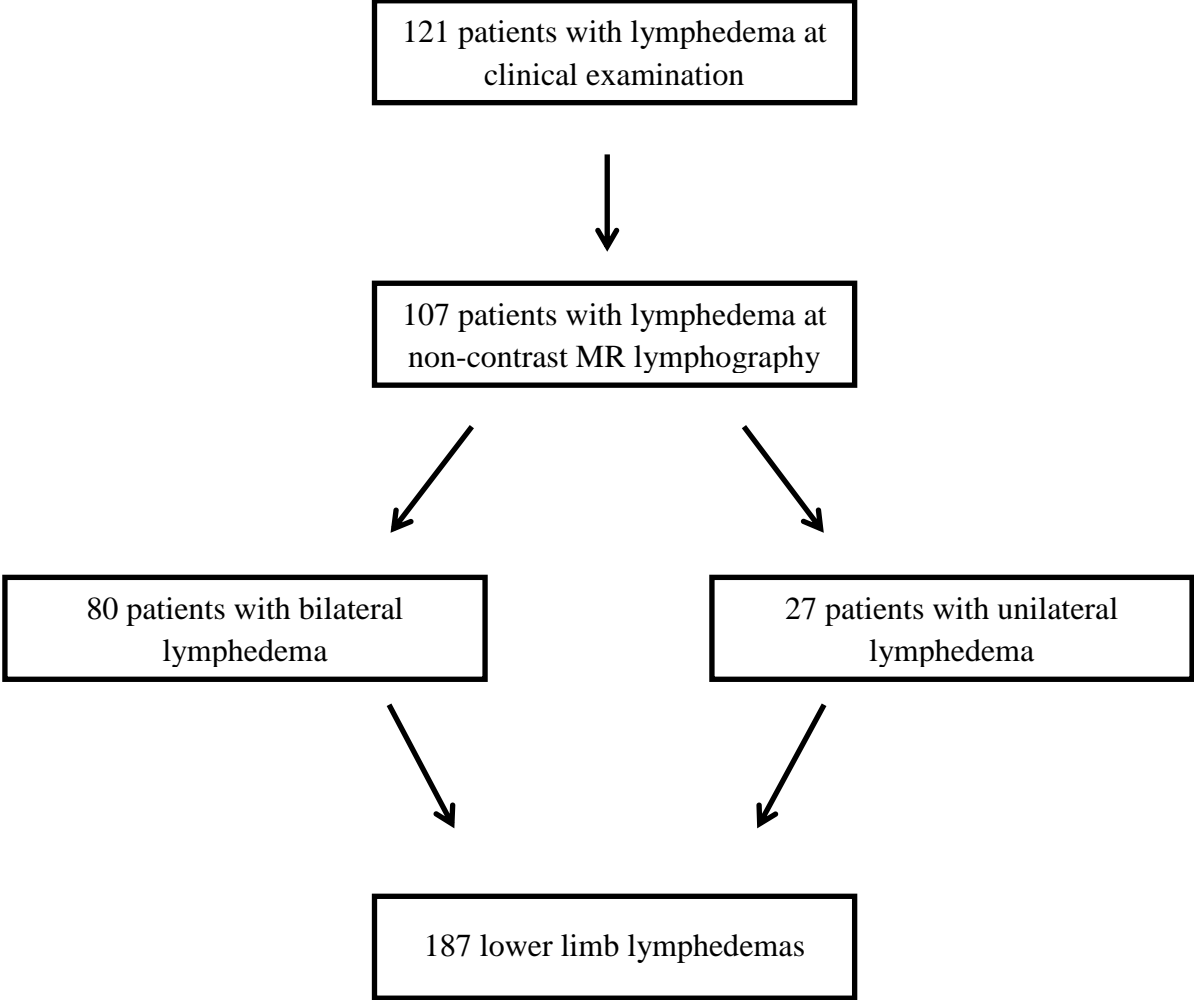 121 patients with lymphedema at
clinical examination
107 patients with lymphedema at
non-contrast MR lymphography
80 patients with bilateral
lymphedema
27 patients with unilateral
lymphedema
187 lower limb lymphedemas